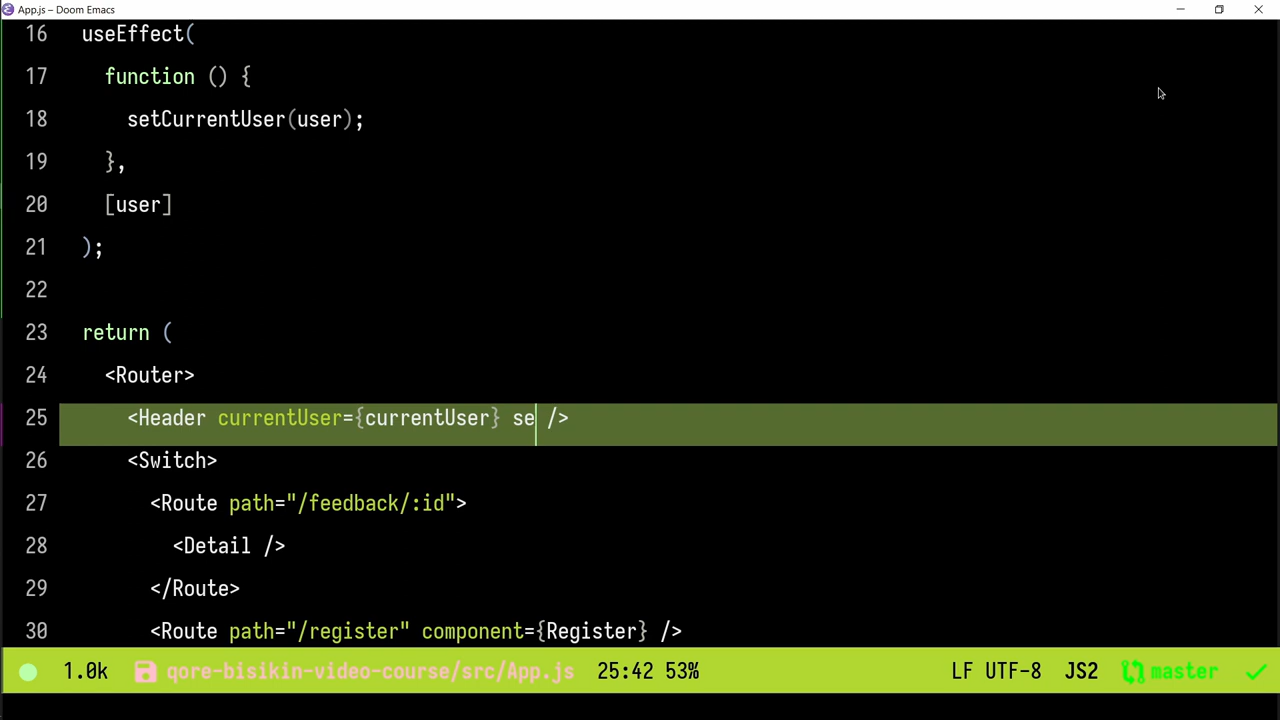 App.js – Doom Emacs
16 useEffect(
17 function () {
18 setCurrentUser(user);
19 },
20 [user]
21 );
22
23 return (
24 <Router>
25 <Header currentUser={currentUser} se />
26 <Switch>
27 <Route path="/feedback/:id">
28 <Detail />
29 </Route>
30 <Route path="/register" component={Register} />
1.0k qore-bisikin-video-course/src/App.js 25:42 53% LF UTF-8 JS2 master